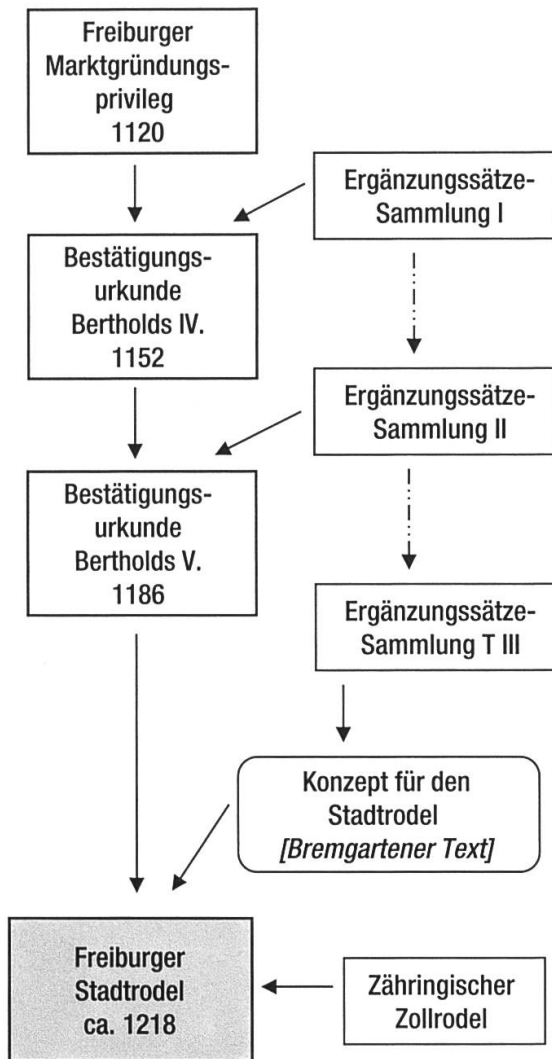 Freiburger
Marktgründungs-
privileg
1120
Ergänzungssätze-
Sammlung I
Bestätigungs-
urkunde
Bertholds IV.
1152
Ergänzungssätze-
Sammlung II
Bestätigungs-
urkunde
Bertholds V.
1186
Ergänzungssätze-
Sammlung T III
Konzept für den
Stadtrodel
[Bremgartener Text]
Freiburger
Stadtrodel
ca. 1218
Zähringischer
Zollrodel